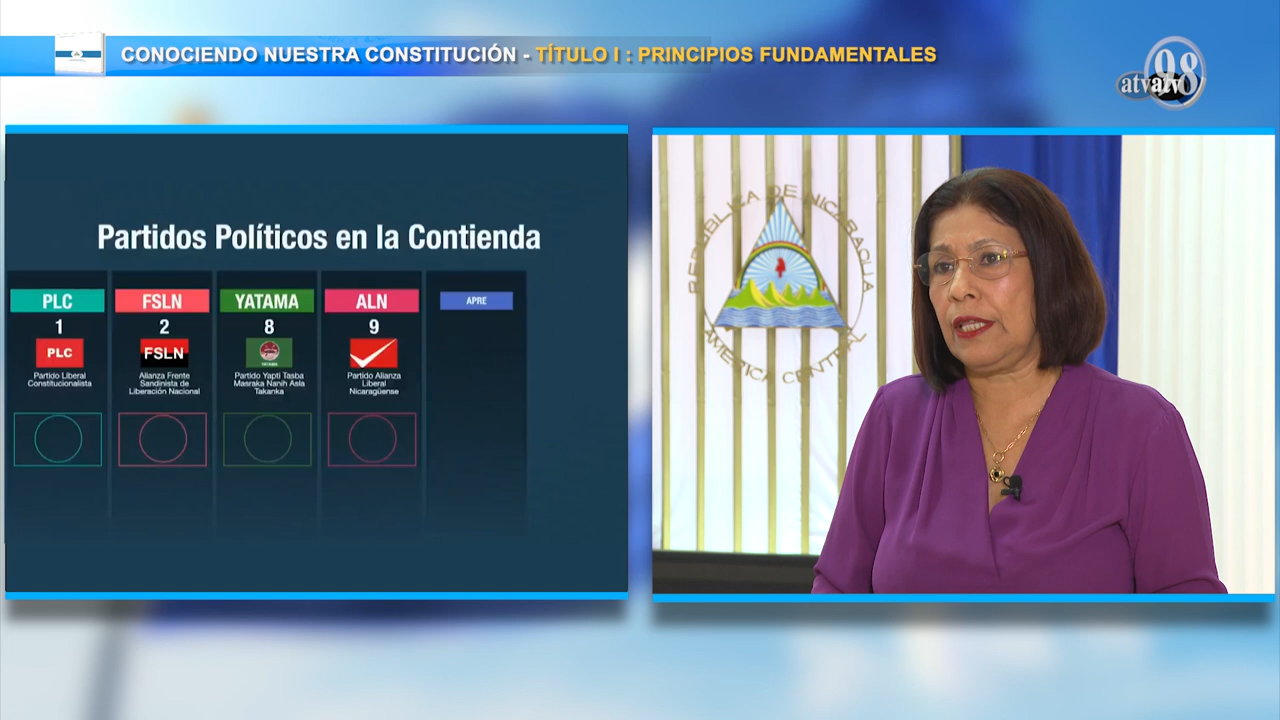 CONOCIENDO NUESTRA CONSTITUCIÓN - TÍTULO I : PRINCIPIOS FUNDAMENTALES
98
atvatv
Partidos Políticos en la Contienda
PLC
1
PLC
Partido Liberal
Constitucionalista
FSLN
2
FSLN
Alianza Frente
Sandinista de
Liberación Nacional
YATAMA
8
Partido Yapti Tasba
Masraka Nanih Asla
Takanka
ALN
9
Partido Alianza
Liberal
Nicaragüense
APRE
REPÚBLICA DE NICARAGUA
AMÉRICA CENTRAL